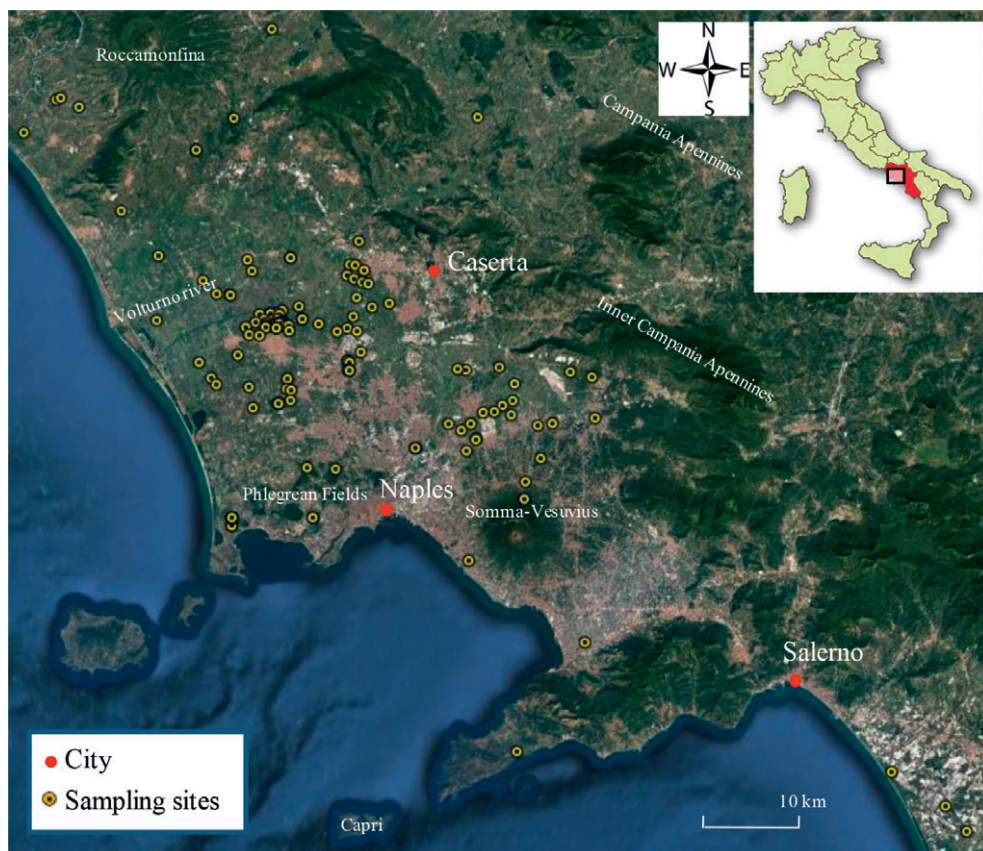 Roccamonfina
N
W E
S
Campania Apennines
Caserta
Volturno river
Inner Campania Apennines
Naples
Phlegrean Fields
Somma-Vesuvius
Salerno
City
Sampling sites
10 km
Capri